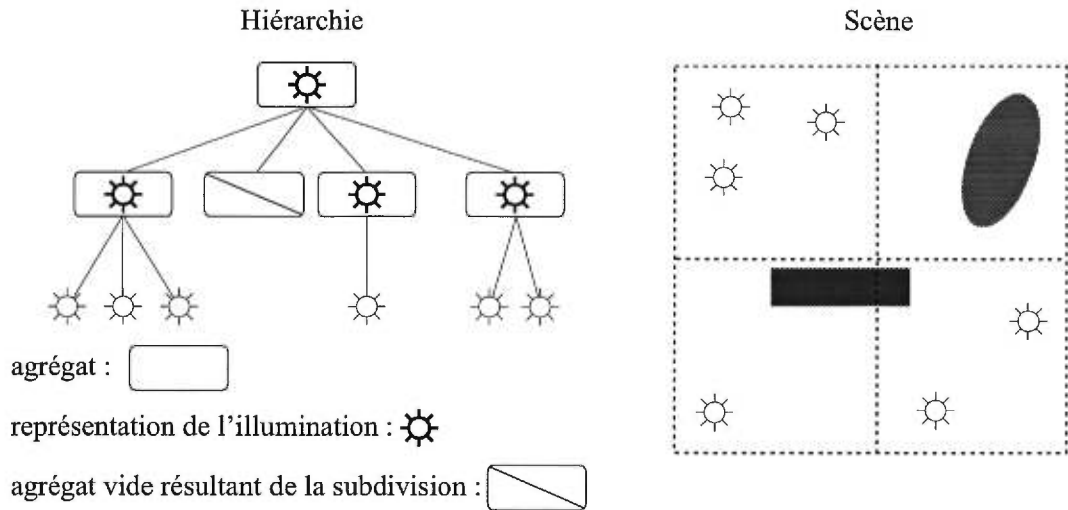 Hiérarchie
Scène
agrégat :
représentation de l'illumination :
agrégat vide résultant de la subdivision :